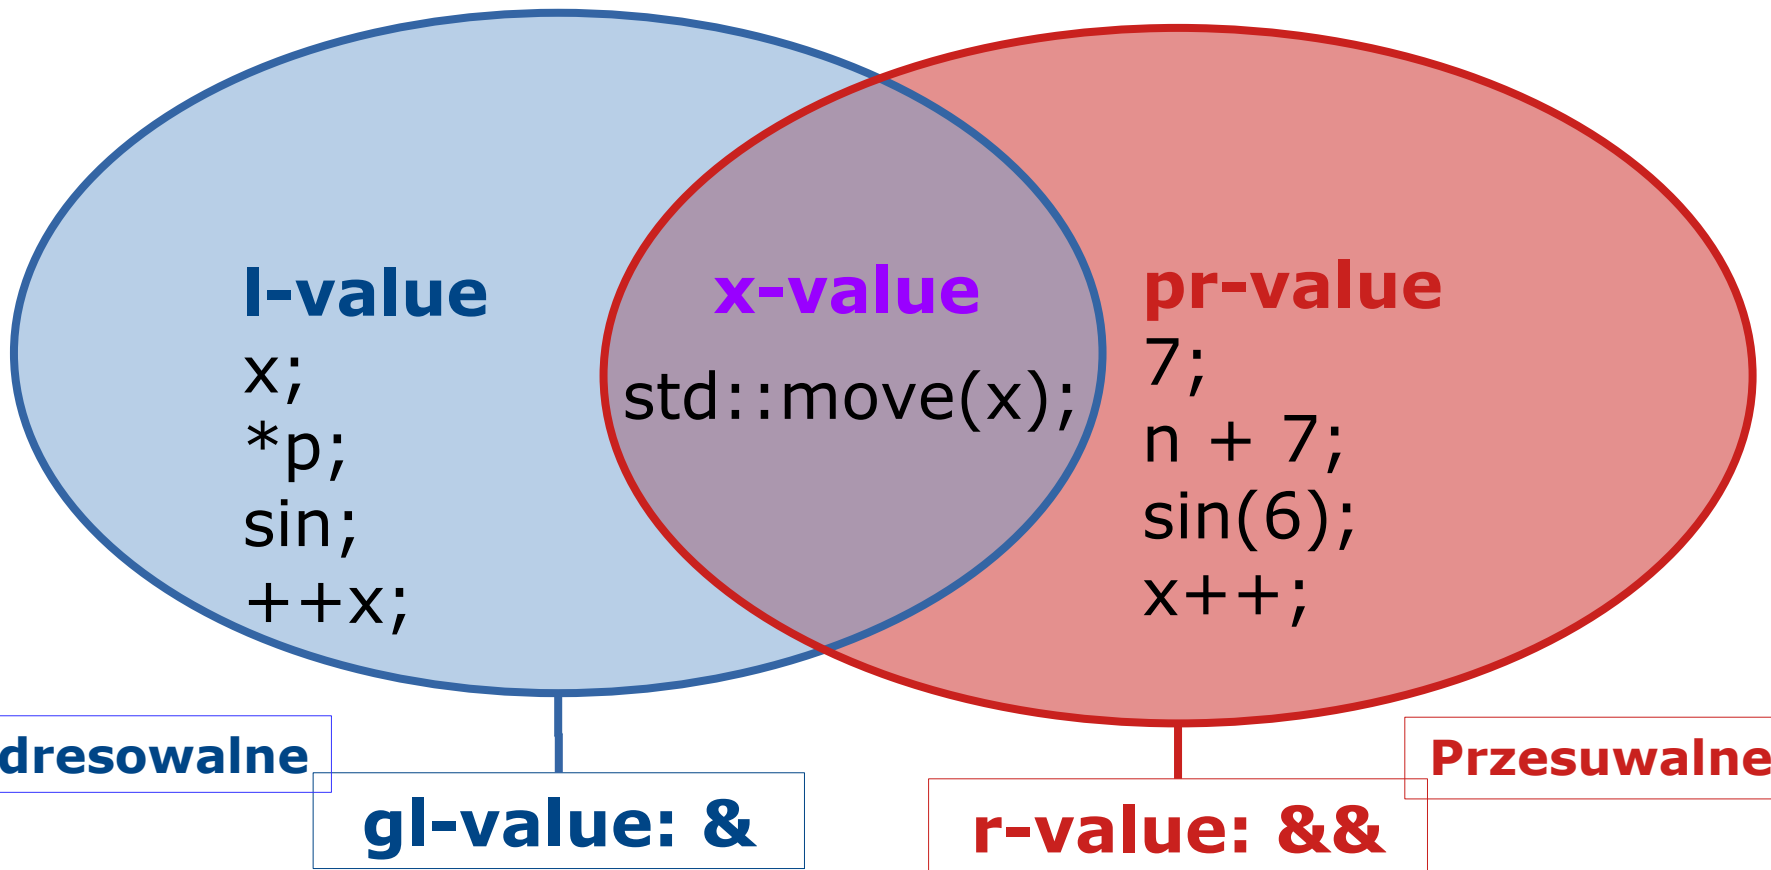 l-value
x;
*p;
sin;
++x;
x-value
std::move(x);
pr-value
7;
n + 7;
sin(6);
x++;
dresowalne
gl-value: &
r-value: &&
Przesuwalne